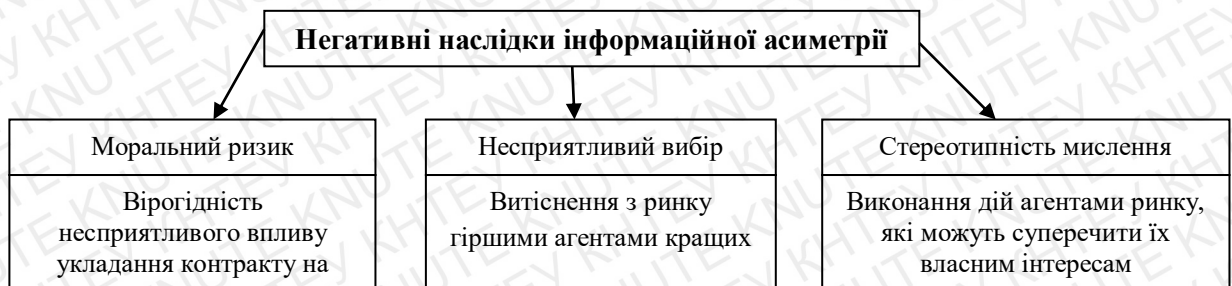 Негативні наслідки інформаційної асиметрії
Моральний ризик
Вірогідність
несприятливого впливу
укладання контракту на
Несприятливий вибір
Витіснення з ринку
гіршими агентами кращих
Стереотипність мислення
Виконання дій агентами ринку,
які можуть суперечити їх
власним інтересам